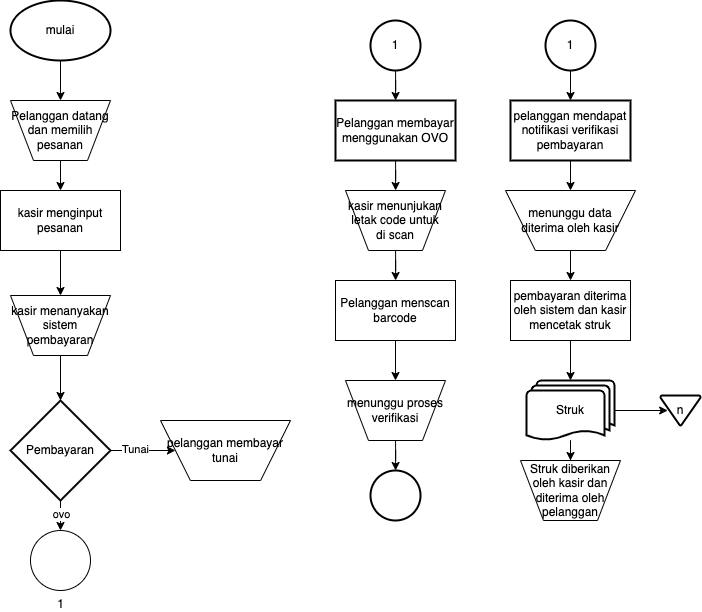 mulai
Pelanggan datang
dan memilih
pesanan
kasir menginput
pesanan
kasir menanyakan
sistem
pembayaran
Pembayaran
Tunai
pelanggan membayar
tunai
ovo
1
1
Pelanggan membayar
menggunakan OVO
kasir menunjukan
letak code untuk
di scan
Pelanggan menscan
barcode
menunggu proses
verifikasi
1
pelanggan mendapat
notifikasi verifikasi
pembayaran
menunggu data
diterima oleh kasir
pembayaran diterima
oleh sistem dan kasir
mencetak struk
Struk
n
Struk diberikan
oleh kasir dan
diterima oleh
pelanggan